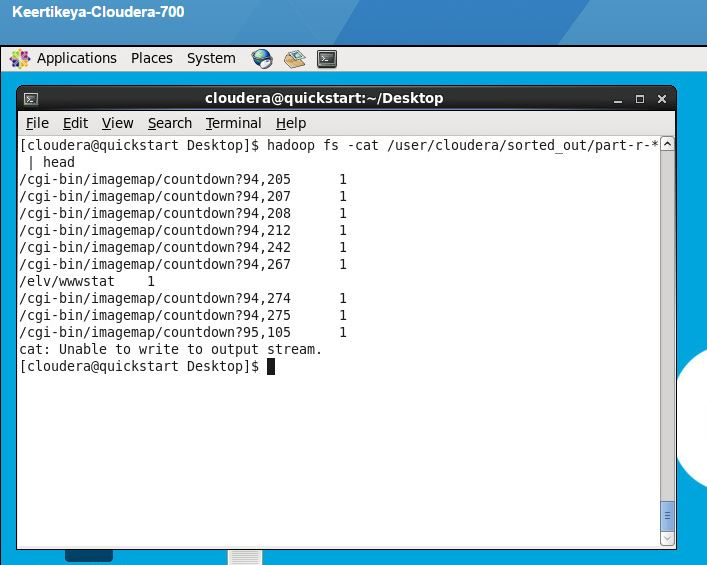 Keertikeya-Cloudera-700
Applications Places System
cloudera@quickstart:~/Desktop
File Edit View Search Terminal Help
[cloudera@quickstart Desktop]$ hadoop fs -cat /user/cloudera/sorted_out/part-r-*
 | head
/cgi-bin/imagemap/countdown?94,205      1
/cgi-bin/imagemap/countdown?94,207      1
/cgi-bin/imagemap/countdown?94,208      1
/cgi-bin/imagemap/countdown?94,212      1
/cgi-bin/imagemap/countdown?94,242      1
/cgi-bin/imagemap/countdown?94,267      1
/elv/wwwstat    1
/cgi-bin/imagemap/countdown?94,274      1
/cgi-bin/imagemap/countdown?94,275      1
/cgi-bin/imagemap/countdown?95,105      1
cat: Unable to write to output stream.
[cloudera@quickstart Desktop]$